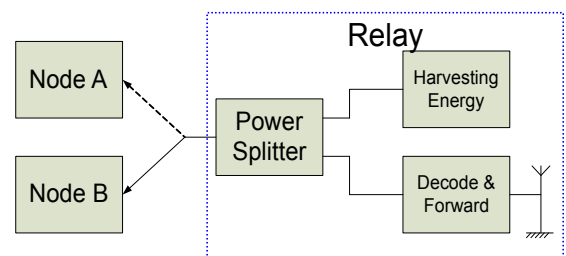 Relay
Node A
Harvesting
Energy
Power
Splitter
Node B
Decode &
Forward